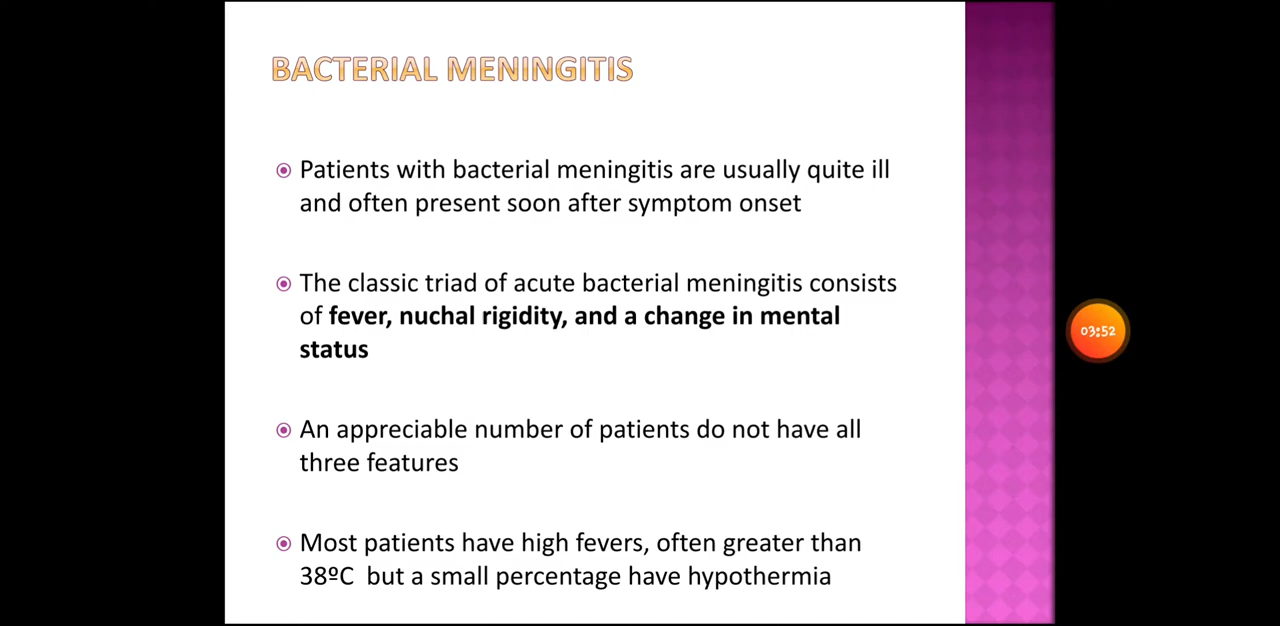 BACTERIAL MENINGITIS
Patients with bacterial meningitis are usually quite ill
and often present soon after symptom onset
The classic triad of acute bacterial meningitis consists
of fever, nuchal rigidity, and a change in mental
status
03:52
An appreciable number of patients do not have all
three features
Most patients have high fevers, often greater than
38ºC but a small percentage have hypothermia